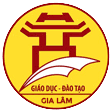 GIÁO DỤC - ĐÀO TẠO
GIA LÂM